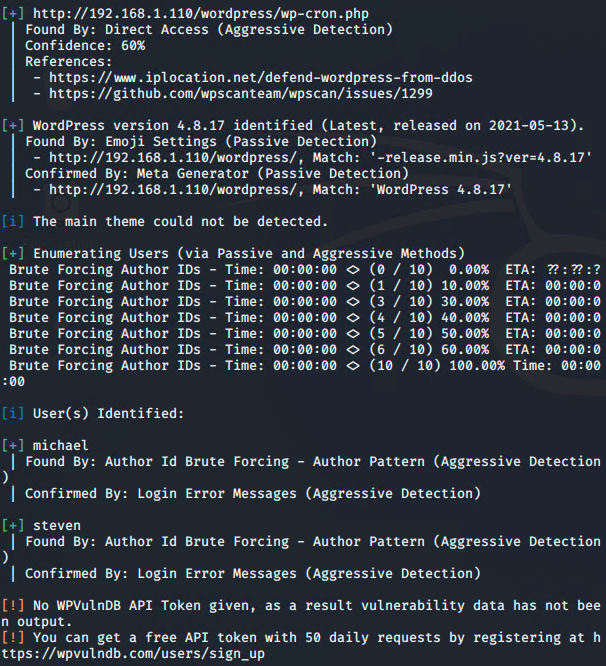 [+] http://192.168.1.110/wordpress/wp-cron.php
 | Found By: Direct Access (Aggressive Detection)
 | Confidence: 60%
 | References:
 |  - https://www.iplocation.net/defend-wordpress-from-ddos
 |  - https://github.com/wpscanteam/wpscan/issues/1299
[+] WordPress version 4.8.17 identified (Latest, released on 2021-05-13).
 | Found By: Emoji Settings (Passive Detection)
 |  - http://192.168.1.110/wordpress/, Match: '-release.min.js?ver=4.8.17'
 | Confirmed By: Meta Generator (Passive Detection)
 |  - http://192.168.1.110/wordpress/, Match: 'WordPress 4.8.17'
[i] The main theme could not be detected.
[+] Enumerating Users (via Passive and Aggressive Methods)
 Brute Forcing Author IDs - Time: 00:00:00 <> (0 / 10)  0.00%  ETA: ??:??:?
 Brute Forcing Author IDs - Time: 00:00:00 <> (1 / 10) 10.00%  ETA: 00:00:0
 Brute Forcing Author IDs - Time: 00:00:00 <> (3 / 10) 30.00%  ETA: 00:00:0
 Brute Forcing Author IDs - Time: 00:00:00 <> (4 / 10) 40.00%  ETA: 00:00:0
 Brute Forcing Author IDs - Time: 00:00:00 <> (5 / 10) 50.00%  ETA: 00:00:0
 Brute Forcing Author IDs - Time: 00:00:00 <> (6 / 10) 60.00%  ETA: 00:00:0
 Brute Forcing Author IDs - Time: 00:00:00 <> (10 / 10) 100.00% Time: 00:00
:00
[i] User(s) Identified:
[+] michael
 | Found By: Author Id Brute Forcing - Author Pattern (Aggressive Detection
)
 | Confirmed By: Login Error Messages (Aggressive Detection)
[+] steven
 | Found By: Author Id Brute Forcing - Author Pattern (Aggressive Detection
)
 | Confirmed By: Login Error Messages (Aggressive Detection)
[!] No WPVulnDB API Token given, as a result vulnerability data has not bee
n output.
[!] You can get a free API token with 50 daily requests by registering at h
ttps://wpvulndb.com/users/sign_up